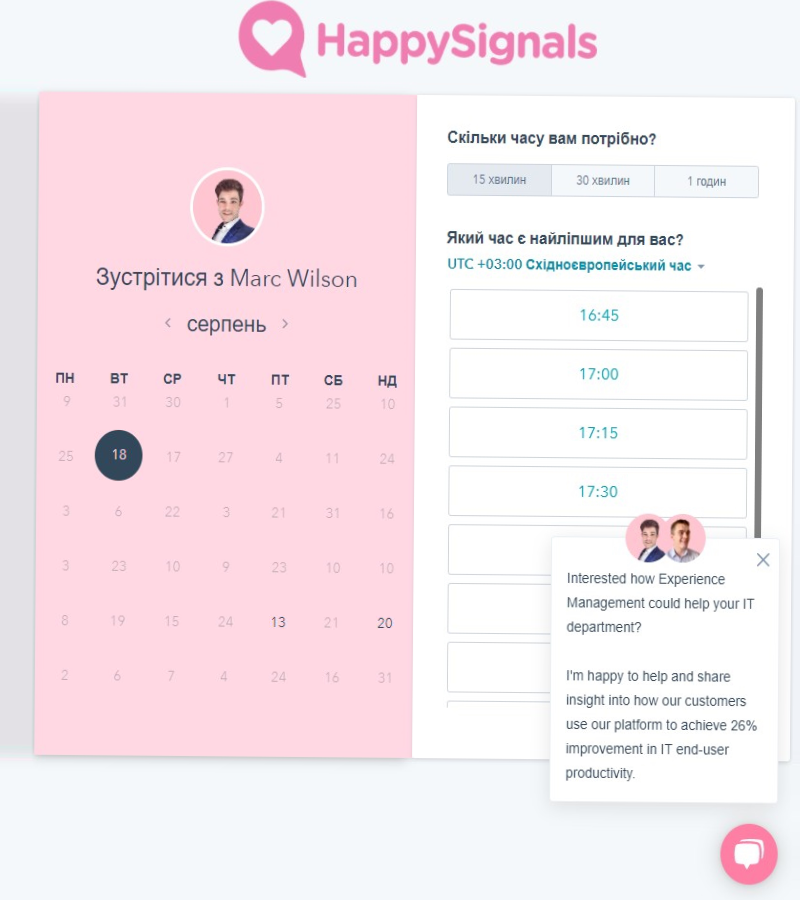 HappySignals
Зустрітися з Marc Wilson
серпень
ПН ВТ СР ЧТ ПТ СБ НД
9 31 30 1 5 25 10
25 18 17 27 4 11 24
3 6 22 3 21 31 16
3 23 10 9 23 10 10
8 19 15 24 13 21 20
2 6 7 4 24 16 31
Скільки часу вам потрібно?
15 хвилин 30 хвилин 1 годин
Який час є найліпшим для вас?
UTC +03:00 Східноєвропейський час
16:45
17:00
17:15
17:30
Interested how Experience
Management could help your IT
department?
I'm happy to help and share
insight into how our customers
use our platform to achieve 26%
improvement in IT end-user
productivity.